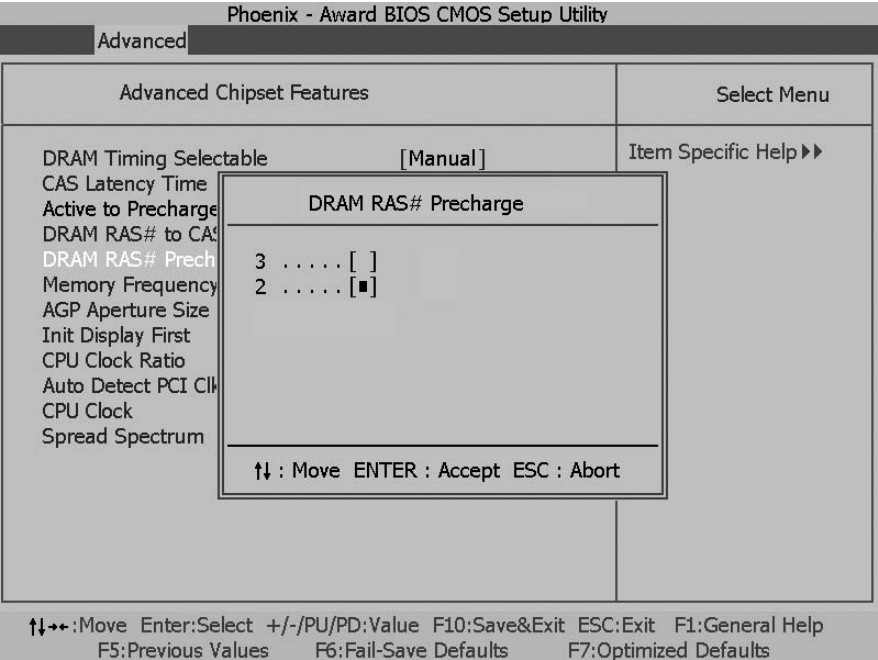 Phoenix - Award BIOS CMOS Setup Utility
Advanced
Advanced Chipset Features
Select Menu
DRAM Timing Selectable [Manual]
Item Specific Help
CAS Latency Time
Active to Precharge
DRAM RAS# to CAS
DRAM RAS# Prech
Memory Frequency
AGP Aperture Size
Init Display First
CPU Clock Ratio
Auto Detect PCI Clk
CPU Clock
Spread Spectrum
DRAM RAS# Precharge
3 .....[ ]
2 .....[■]
↑↓ : Move ENTER : Accept ESC : Abort
↑↓→←:Move Enter:Select +/-/PU/PD:Value F10:Save&Exit ESC:Exit F1:General Help
F5:Previous Values F6:Fail-Save Defaults F7:Optimized Defaults